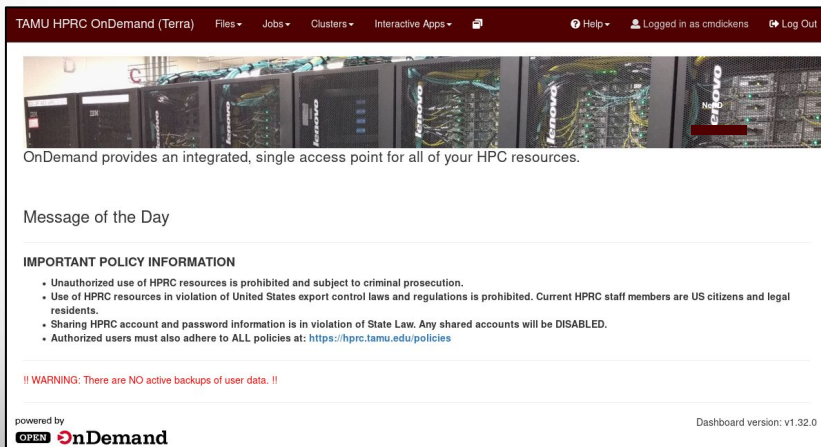 TAMU HPRC OnDemand (Terra) Files Jobs Clusters Interactive Apps Help Logged in as cmdickens Log Out
IBM
lenovo
lenovo
lenovo
lenovo
lenovo
lenovo
OnDemand provides an integrated, single access point for all of your HPC resources.
Message of the Day
IMPORTANT POLICY INFORMATION
• Unauthorized use of HPRC resources is prohibited and subject to criminal prosecution.
• Use of HPRC resources in violation of United States export control laws and regulations is prohibited. Current HPRC staff members are US citizens and legal
residents.
• Sharing HPRC account and password information is in violation of State Law. Any shared accounts will be DISABLED.
• Authorized users must also adhere to ALL policies at: https://hprc.tamu.edu/policies
!! WARNING: There are NO active backups of user data. !!
powered by
OPEN OnDemand
Dashboard version: v1.32.0